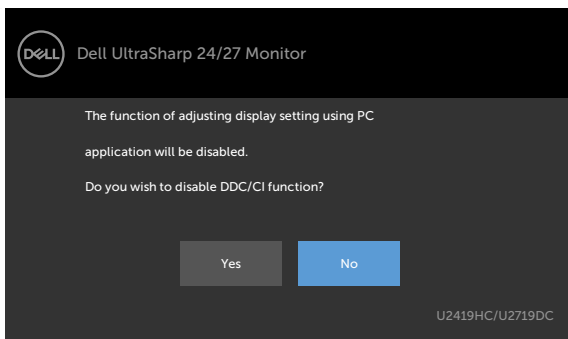 DELL
Dell UltraSharp 24/27 Monitor
The function of adjusting display setting using PC
application will be disabled.
Do you wish to disable DDC/CI function?
Yes
No
U2419HC/U2719DC